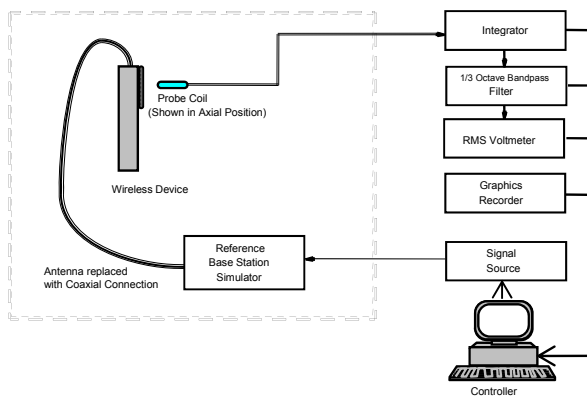 Integrator
1/3 Octave Bandpass
Filter
RMS Voltmeter
Graphics
Recorder
Probe Coil
(Shown in Axial Position)
Wireless Device
Reference
Base Station
Simulator
Antenna replaced
with Coaxial Connection
Signal
Source
Controller